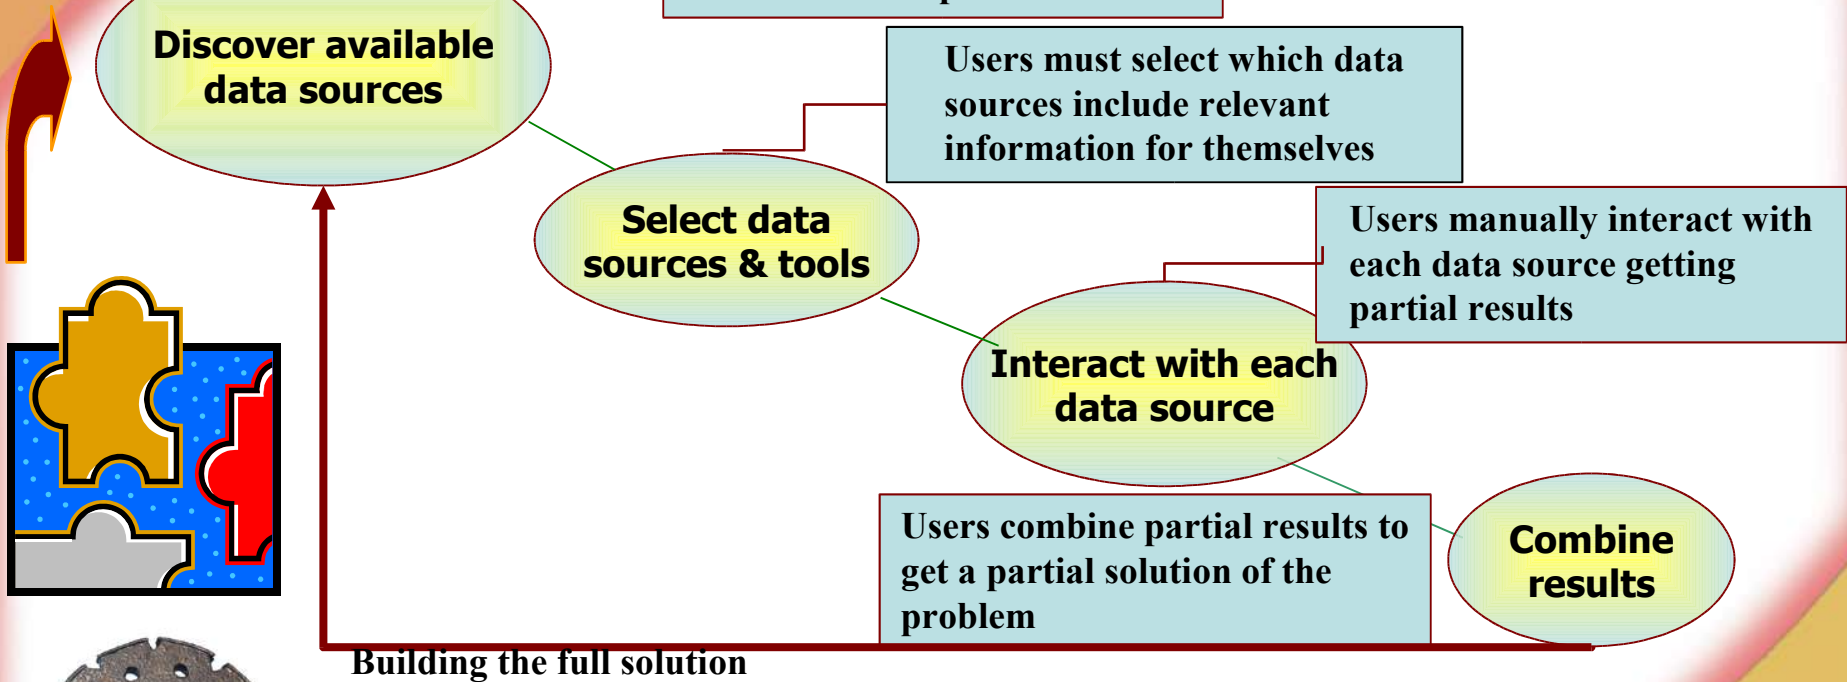 Discover available
data sources
Users must select which data
sources include relevant
information for themselves
Select data
sources & tools
Users manually interact with
each data source getting
partial results
Interact with each
data source
Users combine partial results to
get a partial solution of the
problem
Combine
results
Building the full solution